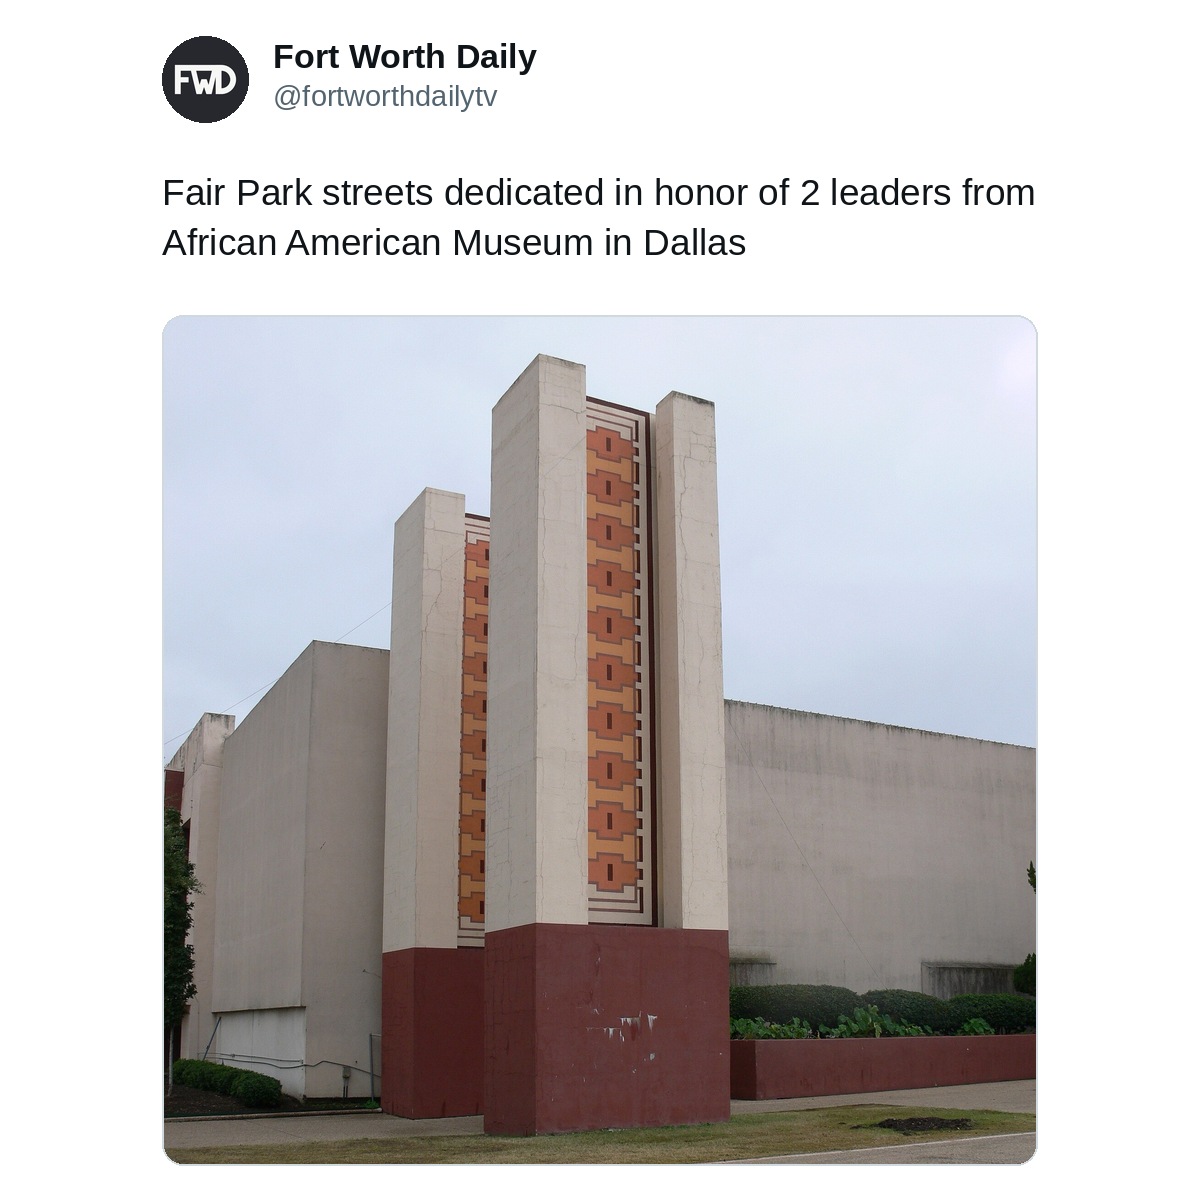 FWD
Fort Worth Daily
@fortworthdailytv
Fair Park streets dedicated in honor of 2 leaders from
African American Museum in Dallas